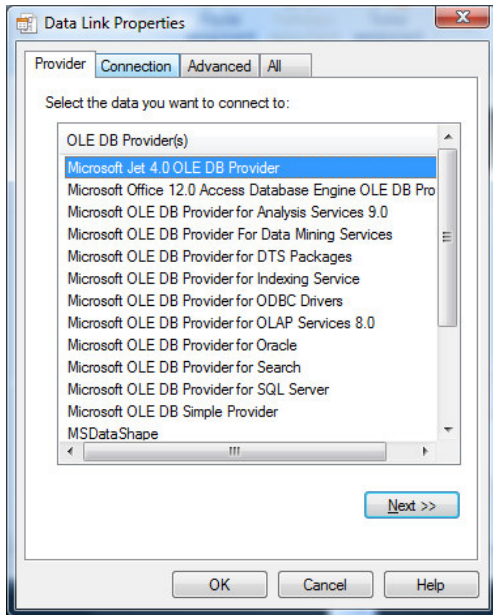 Data Link Properties
Provider Connection Advanced All
Select the data you want to connect to:
OLE DB Provider(s)
Microsoft Jet 4.0 OLE DB Provider
Microsoft Office 12.0 Access Database Engine OLE DB Pro
Microsoft OLE DB Provider for Analysis Services 9.0
Microsoft OLE DB Provider For Data Mining Services
Microsoft OLE DB Provider for DTS Packages
Microsoft OLE DB Provider for Indexing Service
Microsoft OLE DB Provider for ODBC Drivers
Microsoft OLE DB Provider for OLAP Services 8.0
Microsoft OLE DB Provider for Oracle
Microsoft OLE DB Provider for Search
Microsoft OLE DB Provider for SQL Server
Microsoft OLE DB Simple Provider
MSDataShape
Next >>
OK Cancel Help